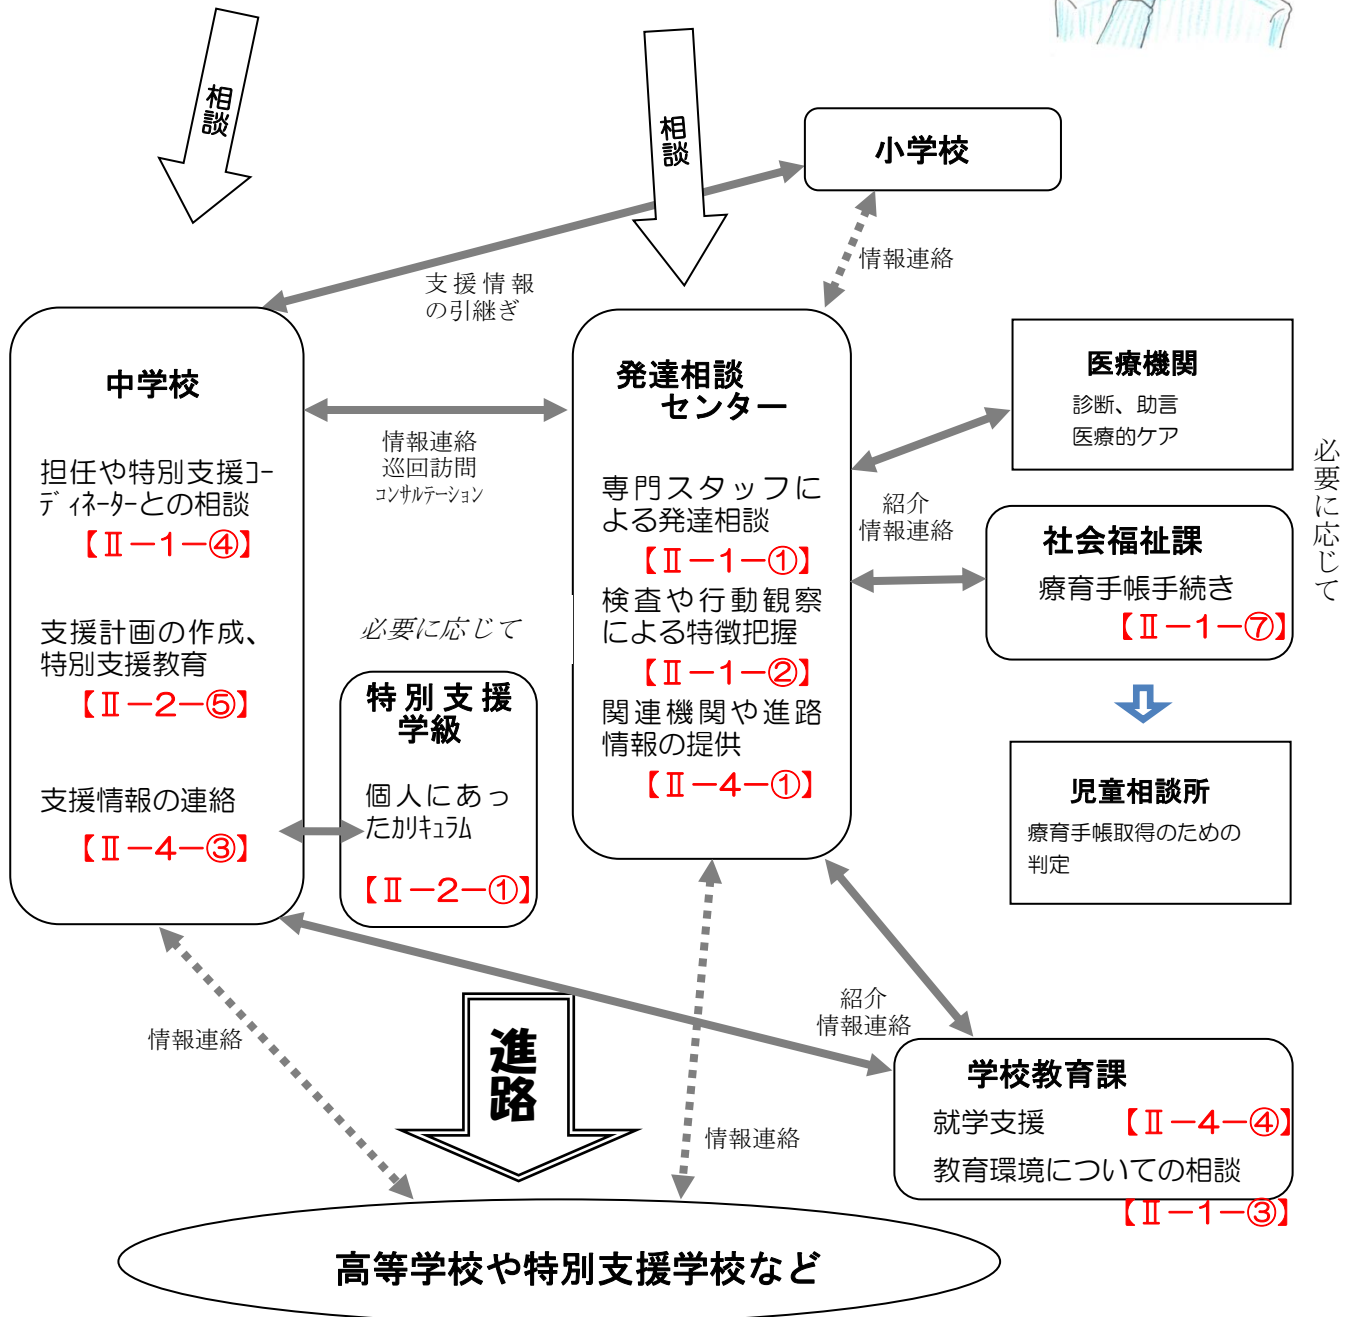 相談
相談
小学校
情報連絡
支援情報
の引継ぎ
中学校
担任や特別支援ｺｰ
ﾃﾞｨﾈｰﾀｰとの相談
【Ⅱ－1－④】
支援計画の作成、
特別支援教育
【Ⅱ－2－⑤】
支援情報の連絡
【Ⅱ－4－③】
情報連絡
巡回訪問
ｺﾝｻﾙﾃｰｼｮﾝ
必要に応じて
特別支援
学級
個人にあっ
たｶﾘｷｭﾗﾑ
【Ⅱ－2－①】
発達相談
センター
専門スタッフに
よる発達相談
【Ⅱ－1－①】
検査や行動観察
による特徴把握
【Ⅱ－1－②】
関連機関や進路
情報の提供
【Ⅱ－4－①】
医療機関
診断、助言
医療的ケア
紹介
情報連絡
社会福祉課
療育手帳手続き
【Ⅱ－1－⑦】
必要に応じて
児童相談所
療育手帳取得のための
判定
情報連絡
進路
情報連絡
紹介
情報連絡
学校教育課
就学支援 【Ⅱ－4－④】
教育環境についての相談
【Ⅱ－1－③】
高等学校や特別支援学校など